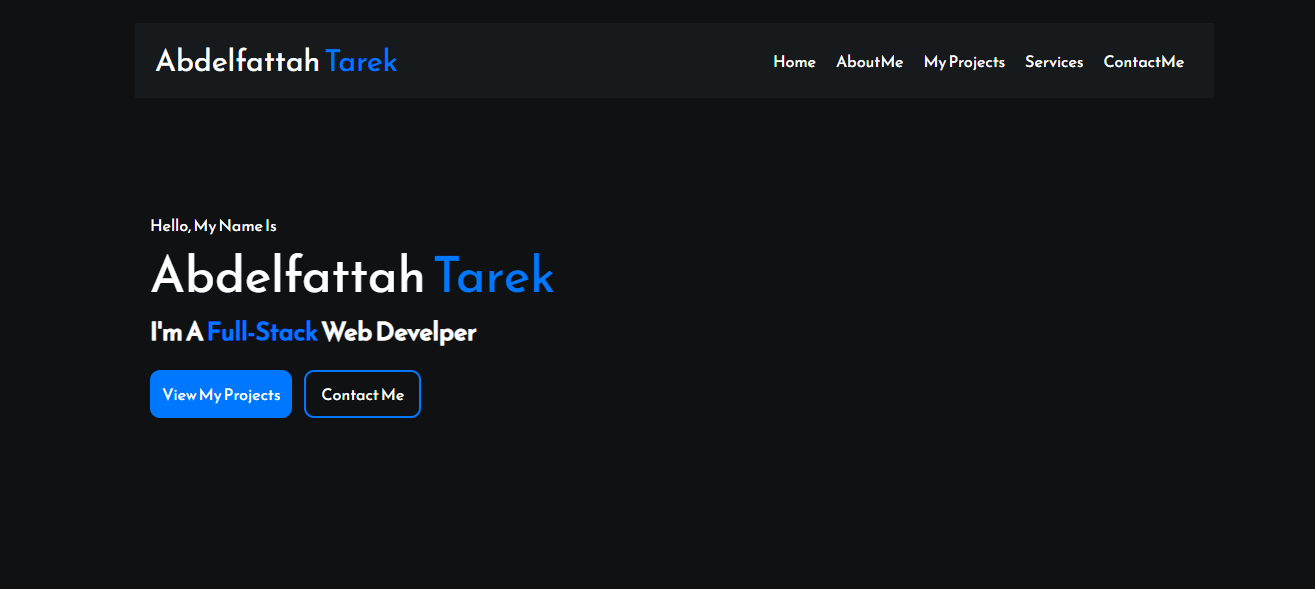 Abdelfattah Tarek
Home AboutMe My Projects Services ContactMe
Hello, My Name Is
Abdelfattah Tarek
I'm A Full-Stack Web Develper
View My Projects Contact Me